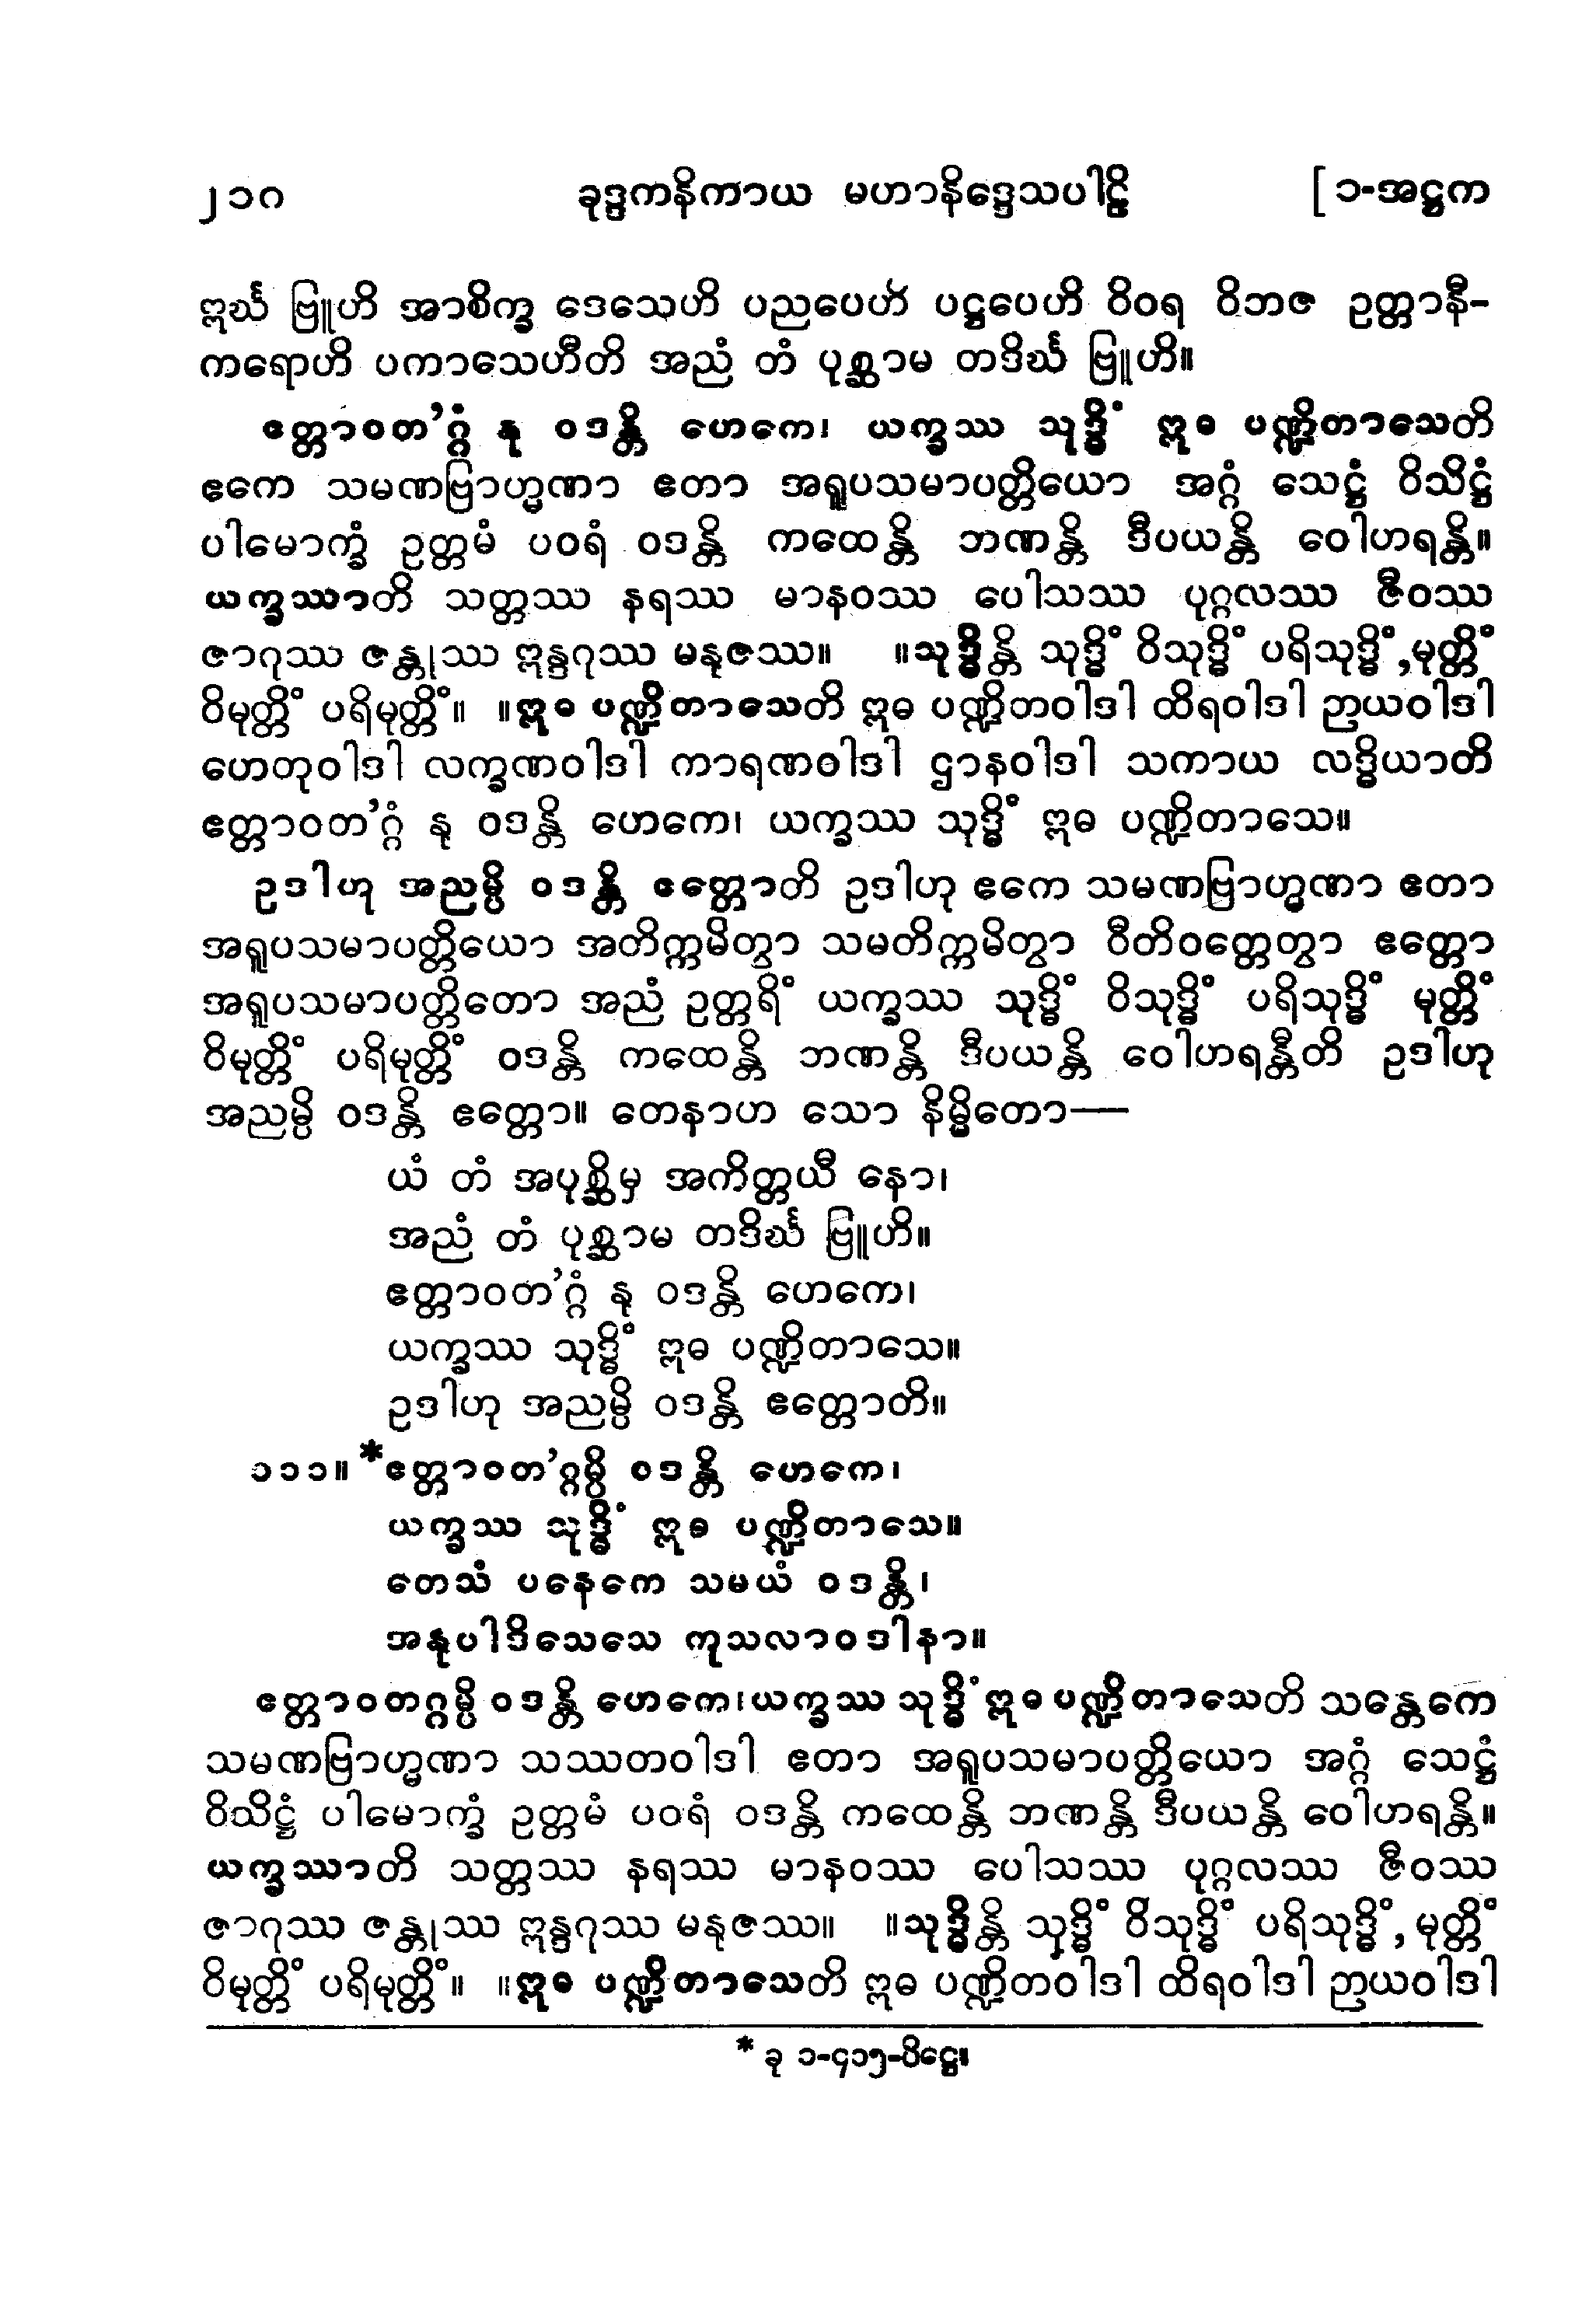 ၂၁၀ ခုဒ္ဒကနိကာယ မဟာနိဒ္ဒေသပါဠိ [ ၁-အဋ္ဌက
ဣင်္ဃ ဗြူဟိ အာစိက္ခ ဒေသေဟိ ပညပေဟိ ပဋ္ဌပေဟိ ဝိဝရ ဝိဘဇ ဥတ္တာနီ-
ကရောဟိ ပကာသေဟီတိ အညံ တံ ပုစ္ဆာမ တဒိင်္ဃ ဗြူဟိ။
ဧတ္တာဝတ'ဂ္ဂံ နု ဝဒန္တိ ဟေကေ၊ ယက္ခဿ သုဒ္ဓိံ ဣဓ ပဏ္ဍိတာသေတိ
ဧကေ သမဏဗြာဟ္မဏာ ဧတာ အရူပသမာပတ္တိယော အဂ္ဂံ သေဋ္ဌံ ဝိသိဋ္ဌံ
ပါမောက္ခံ ဥတ္တမံ ပဝရံ ဝဒန္တိ ကထေန္တိ ဘဏန္တိ ဒီပယန္တိ ဝေါဟရန္တိ။
ယက္ခဿာတိ သတ္တဿ နရဿ မာနဝဿ ပေါသဿ ပုဂ္ဂလဿ ဇီဝဿ
ဇာဂုဿ ဇန္တုဿ ဣန္ဒဂုဿ မနုဇဿ။ ။သုဒ္ဓိန္တိ သုဒ္ဓိံ ဝိသုဒ္ဓိံ ပရိသုဒ္ဓိံ,မုတ္တိံ
ဝိမုတ္တိံ ပရိမုတ္တိံ။ ။ဣဓ ပဏ္ဍိတာသေတိ ဣဓ ပဏ္ဍိတဝါဒါ ထိရဝါဒါ ဉာယဝါဒါ
ဟေတုဝါဒါ လက္ခဏဝါဒါ ကာရဏဝါဒါ ဌာနဝါဒါ သကာယ လဒ္ဓိယာတိ
ဧတ္တာဝတ'ဂ္ဂံ နု ဝဒန္တိ ဟေကေ၊ ယက္ခဿ သုဒ္ဓိံ ဣဓ ပဏ္ဍိတာသေ။
ဥဒါဟု အညမ္ပိ ဝဒန္တိ ဧတ္တောတိ ဥဒါဟု ဧကေ သမဏဗြာဟ္မဏာ ဧတာ
အရူပသမာပတ္တိယော အတိက္ကမိတွာ သမတိက္ကမိတွာ ဝီတိဝတ္တေတွာ ဧတ္တော
အရူပသမာပတ္တိတော အညံ ဥတ္တရိံ ယက္ခဿ သုဒ္ဓိံ ဝိသုဒ္ဓိံ ပရိသုဒ္ဓိံ မုတ္တိံ
ဝိမုတ္တိံ ပရိမုတ္တိံ ဝဒန္တိ ကထေန္တိ ဘဏန္တိ ဒီပယန္တိ ဝေါဟရန္တီတိ ဥဒါဟု
အညမ္ပိ ဝဒန္တိ ဧတ္တော။ တေနာဟ သော နိမ္မိတော—
ယံ တံ အပုစ္ဆိမှ အကိတ္တယီ နော၊
အညံ တံ ပုစ္ဆာမ တဒိင်္ဃ ဗြူဟိ။
ဧတ္တာဝတ'ဂ္ဂံ နု ဝဒန္တိ ဟေကေ၊
ယက္ခဿ သုဒ္ဓိံ ဣဓ ပဏ္ဍိတာသေ။
ဥဒါဟု အညမ္ပိ ဝဒန္တိ ဧတ္တောတိ။
၁၁၁။ *ဧတ္တာဝတ'ဂ္ဂမ္ပိ ဝဒန္တိ ဟေကေ၊
ယက္ခဿ သုဒ္ဓိံ ဣဓ ပဏ္ဍိတာသေ။
တေသံ ပနေကေ သမယံ ဝဒန္တိ၊
အနုပါဒိသေသေ ကုသလာဝဒါနာ။
ဧတ္တာဝတဂ္ဂမ္ပိ ဝဒန္တိ ဟေကေ၊ယက္ခဿ သုဒ္ဓိံ ဣဓ ပဏ္ဍိတာသေတိ သန္တေကေ
သမဏဗြာဟ္မဏာ သဿတဝါဒါ ဧတာ အရူပသမာပတ္တိယော အဂ္ဂံ သေဋ္ဌံ
ဝိသိဋ္ဌံ ပါမောက္ခံ ဥတ္တမံ ပဝရံ ဝဒန္တိ ကထေန္တိ ဘဏန္တိ ဒီပယန္တိ ဝေါဟရန္တိ။
ယက္ခဿာတိ သတ္တဿ နရဿ မာနဝဿ ပေါသဿ ပုဂ္ဂလဿ ဇီဝဿ
ဇာဂုဿ ဇန္တုဿ ဣန္ဒဂုဿ မနုဇဿ။ ။သုဒ္ဓိန္တိ သုဒ္ဓိံ ဝိသုဒ္ဓိံ ပရိသုဒ္ဓိံ,မုတ္တိံ
ဝိမုတ္တိံ ပရိမုတ္တိံ။ ။ဣဓ ပဏ္ဍိတာသေတိ ဣဓ ပဏ္ဍိတဝါဒါ ထိရဝါဒါ ဉာယဝါဒါ
* ခု ၁-၄၁၅-ပိဋ္ဌေ။